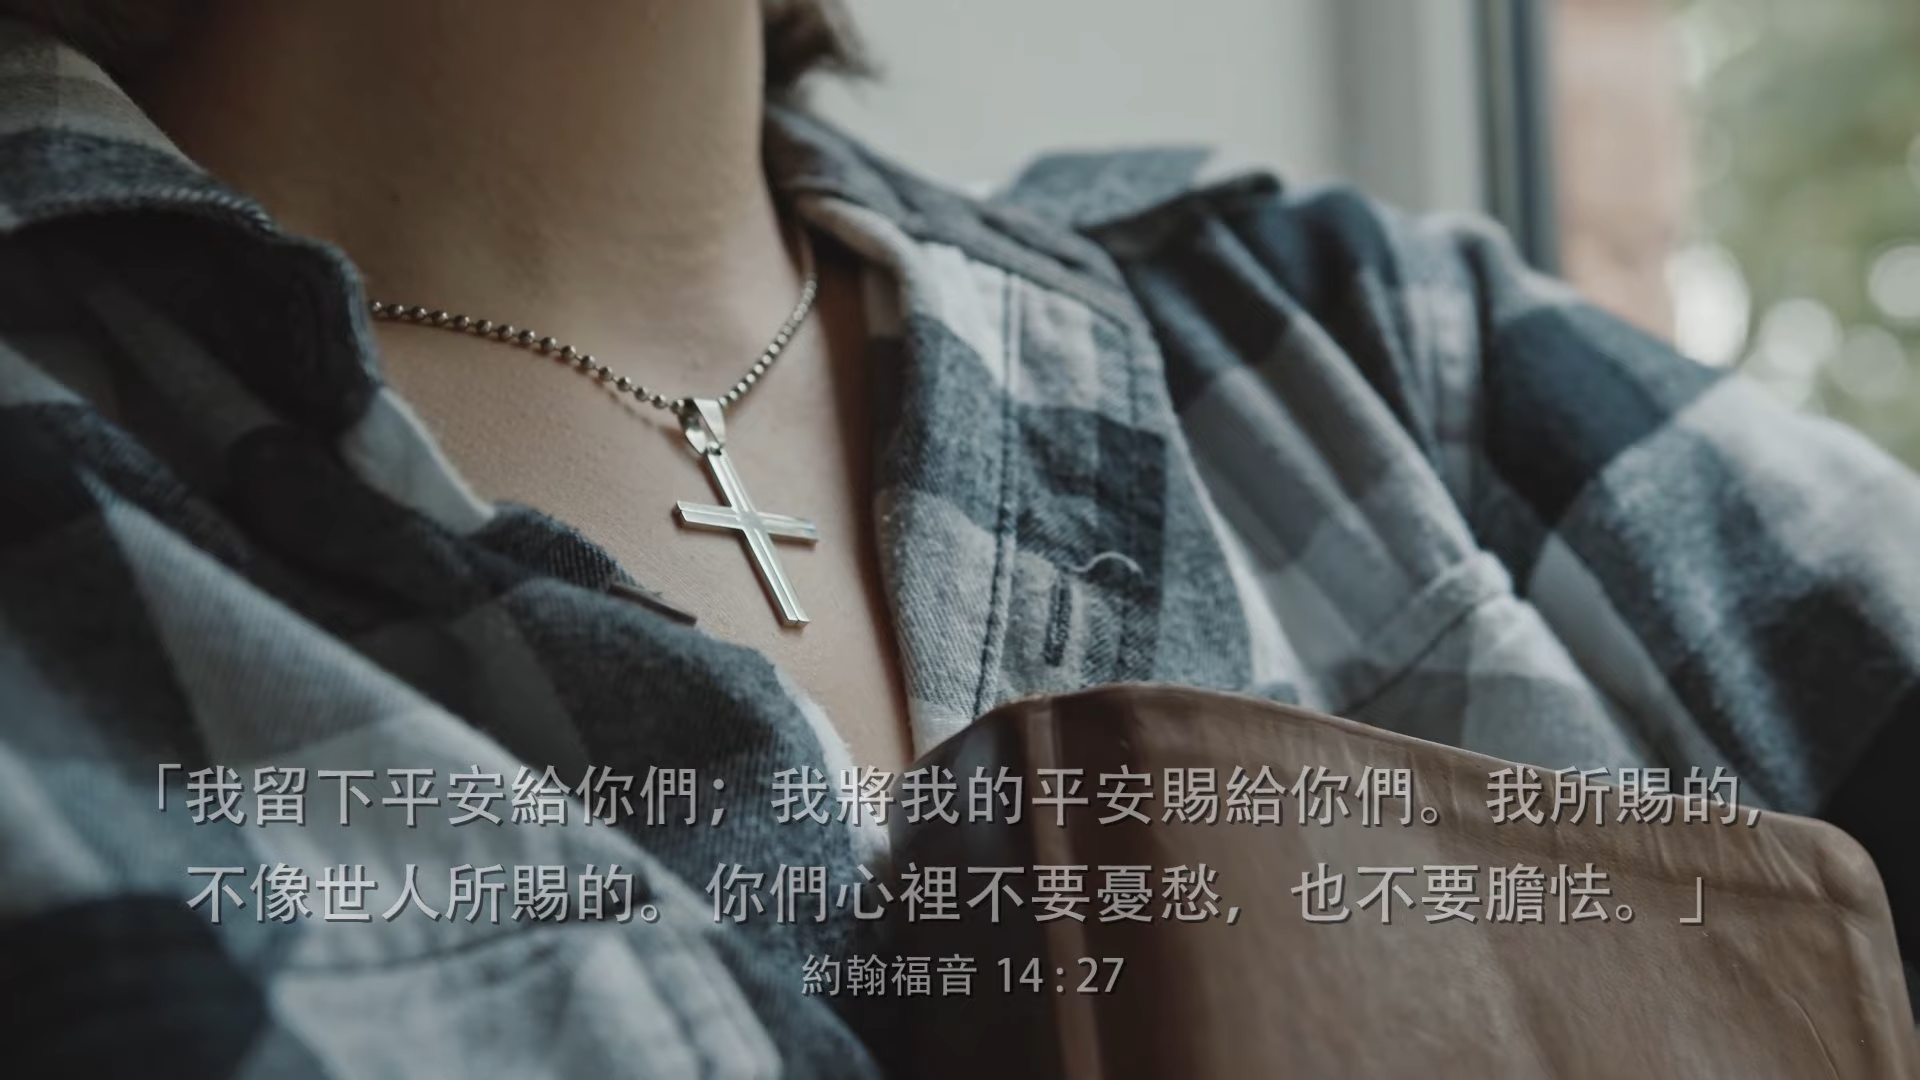 「我留下平安給你們；我將我的平安賜給你們。我所賜的，
不像世人所賜的。你們心裡不要憂愁，也不要膽怯。」
約翰福音 14:27